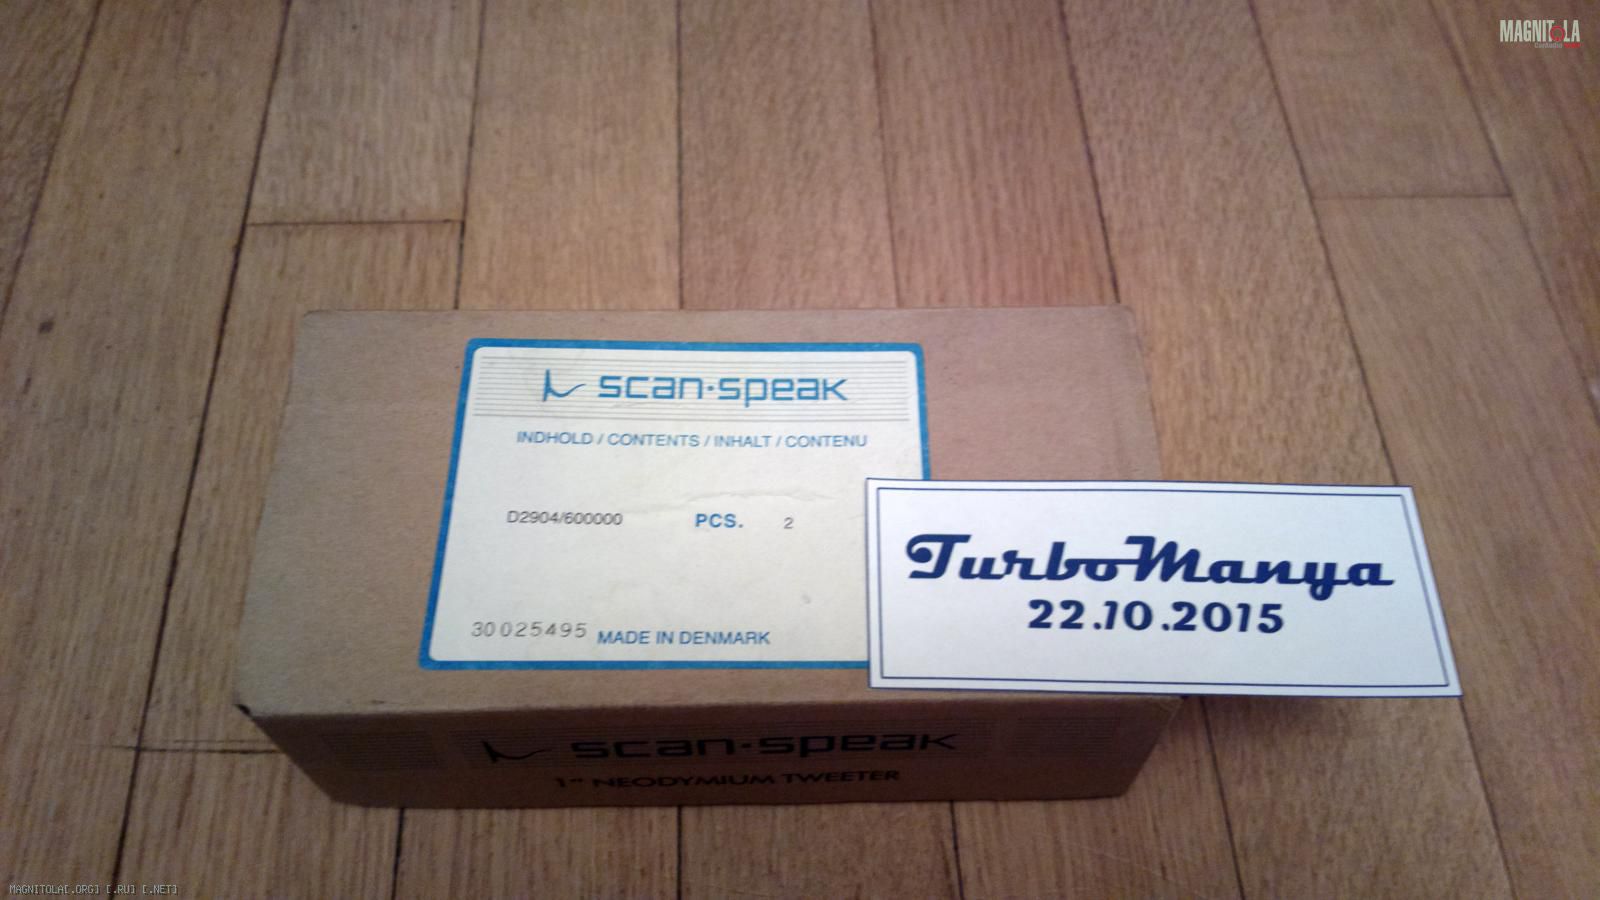 MAGNITOLA
scan·speak
INDHOLD / CONTENTS / INHALT / CONTENU
D2904/600000 PCS. 2
30025495 MADE IN DENMARK
TurboManya
22.10.2015
scan·speak
1" NEODYMIUM TWEETER
MAGNITOLA[.ORG] [.RU] [.NET]